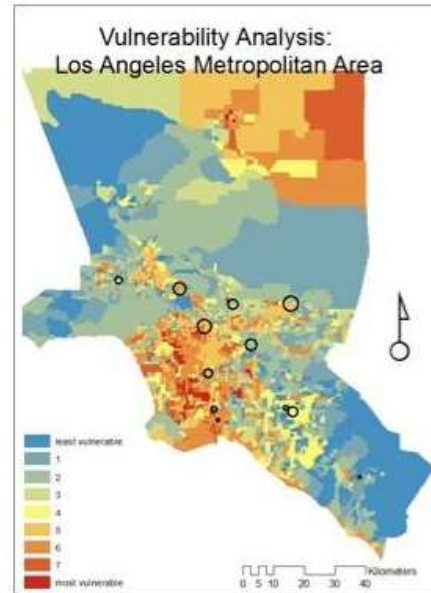 Vulnerability Analysis:
Los Angeles Metropolitan Area
least vulnerable
1
2
3
4
5
6
7
most vulnerable
Kilometers
0 5 10 20 30 40